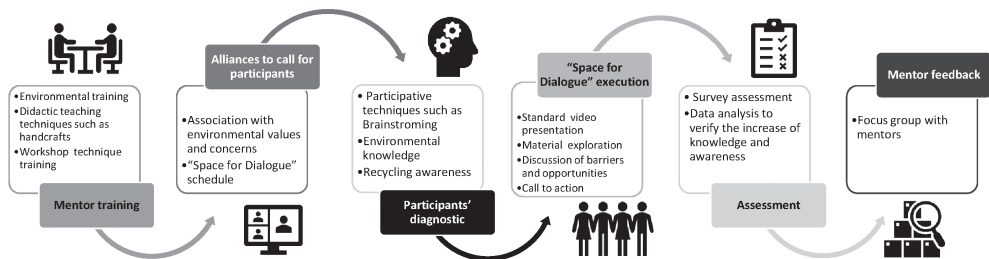 • Environmental training
• Didactic teaching
techniques such as
handcrafts
• Workshop technique
training
Mentor training
Alliances to call for
participants
• Association with
environmental values
and concerns
• "Space for Dialogue"
schedule
• Participative
techniques such as
Brainstroming
• Environmental
knowledge
• Recycling awareness
Participants'
diagnostic
"Space for
Dialogue" execution
• Standard video
presentation
• Material exploration
• Discussion of barriers
and opportunities
• Call to action
• Survey assessment
• Data analysis to
verify the increase of
knowledge and
awareness
Assessment
Mentor feedback
• Focus group with
mentors